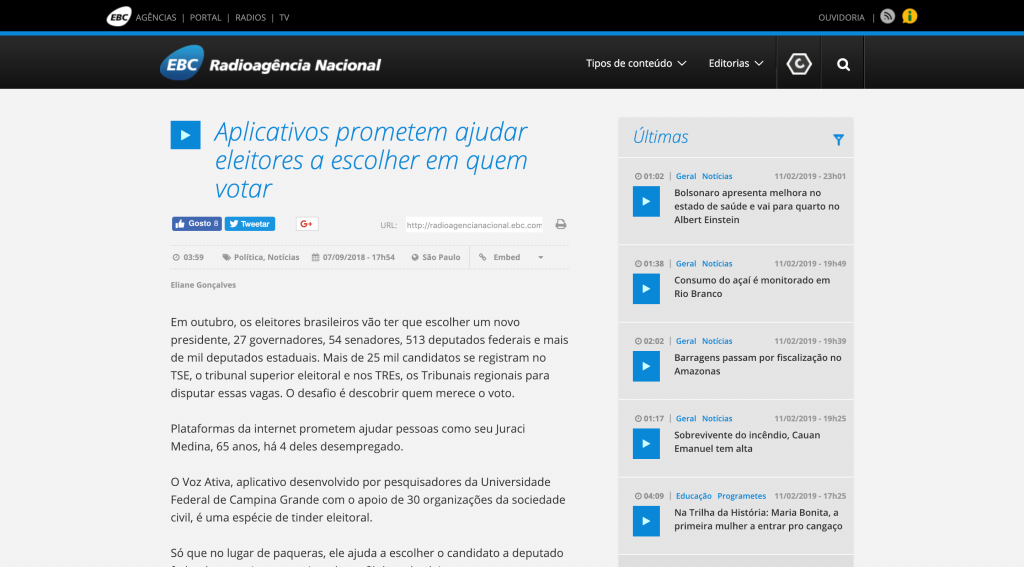 EBC AGÊNCIAS | PORTAL | RADIOS | TV
OUVIDORIA |
EBC Radioagência Nacional
Tipos de conteúdo
Editorias
Aplicativos prometem ajudar
eleitores a escolher em quem
votar
Gosto 8
Tweetar
G+
URL: http://radioagencianacional.ebc.com
03:59
Política, Notícias
07/09/2018 - 17h54
São Paulo
Embed
Eliane Gonçalves
Em outubro, os eleitores brasileiros vão ter que escolher um novo
presidente, 27 governadores, 54 senadores, 513 deputados federais e mais
de mil deputados estaduais. Mais de 25 mil candidatos se registram no
TSE, o tribunal superior eleitoral e nos TREs, os Tribunais regionais para
disputar essas vagas. O desafio é descobrir quem merece o voto.
Plataformas da internet prometem ajudar pessoas como seu Juraci
Medina, 65 anos, há 4 deles desempregado.
O Voz Ativa, aplicativo desenvolvido por pesquisadores da Universidade
Federal de Campina Grande com o apoio de 30 organizações da sociedade
civil, é uma espécie de tinder eleitoral.
Só que no lugar de paqueras, ele ajuda a escolher o candidato a deputado
Últimas
01:02 | Geral Notícias 11/02/2019 - 23h01
Bolsonaro apresenta melhora no
estado de saúde e vai para quarto no
Albert Einstein
01:38 | Geral Notícias 11/02/2019 - 19h49
Consumo do açaí é monitorado em
Rio Branco
02:02 | Geral Notícias 11/02/2019 - 19h39
Barragens passam por fiscalização no
Amazonas
01:17 | Geral Notícias 11/02/2019 - 19h25
Sobrevivente do incêndio, Cauan
Emanuel tem alta
04:09 | Educação Programetes 11/02/2019 - 17h25
Na Trilha da História: Maria Bonita, a
primeira mulher a entrar pro cangaço